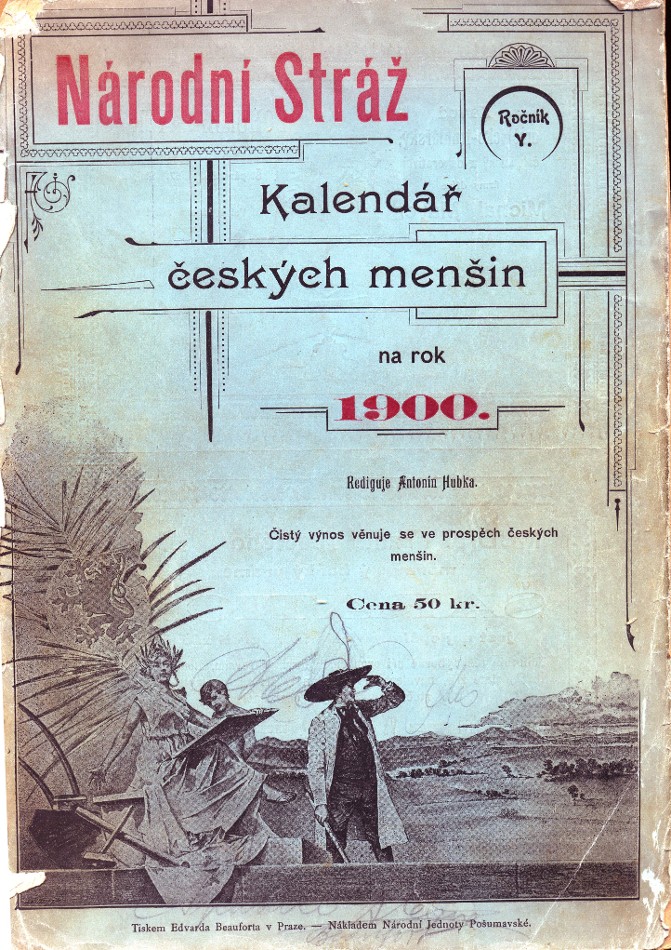 Národní Stráž
Ročník
V.
Kalendář
českých menšin
na rok
1900.
Rediguje Antonín Hubka.
Čistý výnos věnuje se ve prospěch českých
menšin.
Cena 50 kr.
Tiskem Edvarda Beauforta v Praze. — Nákladem Národní Jednoty Pošumavské.